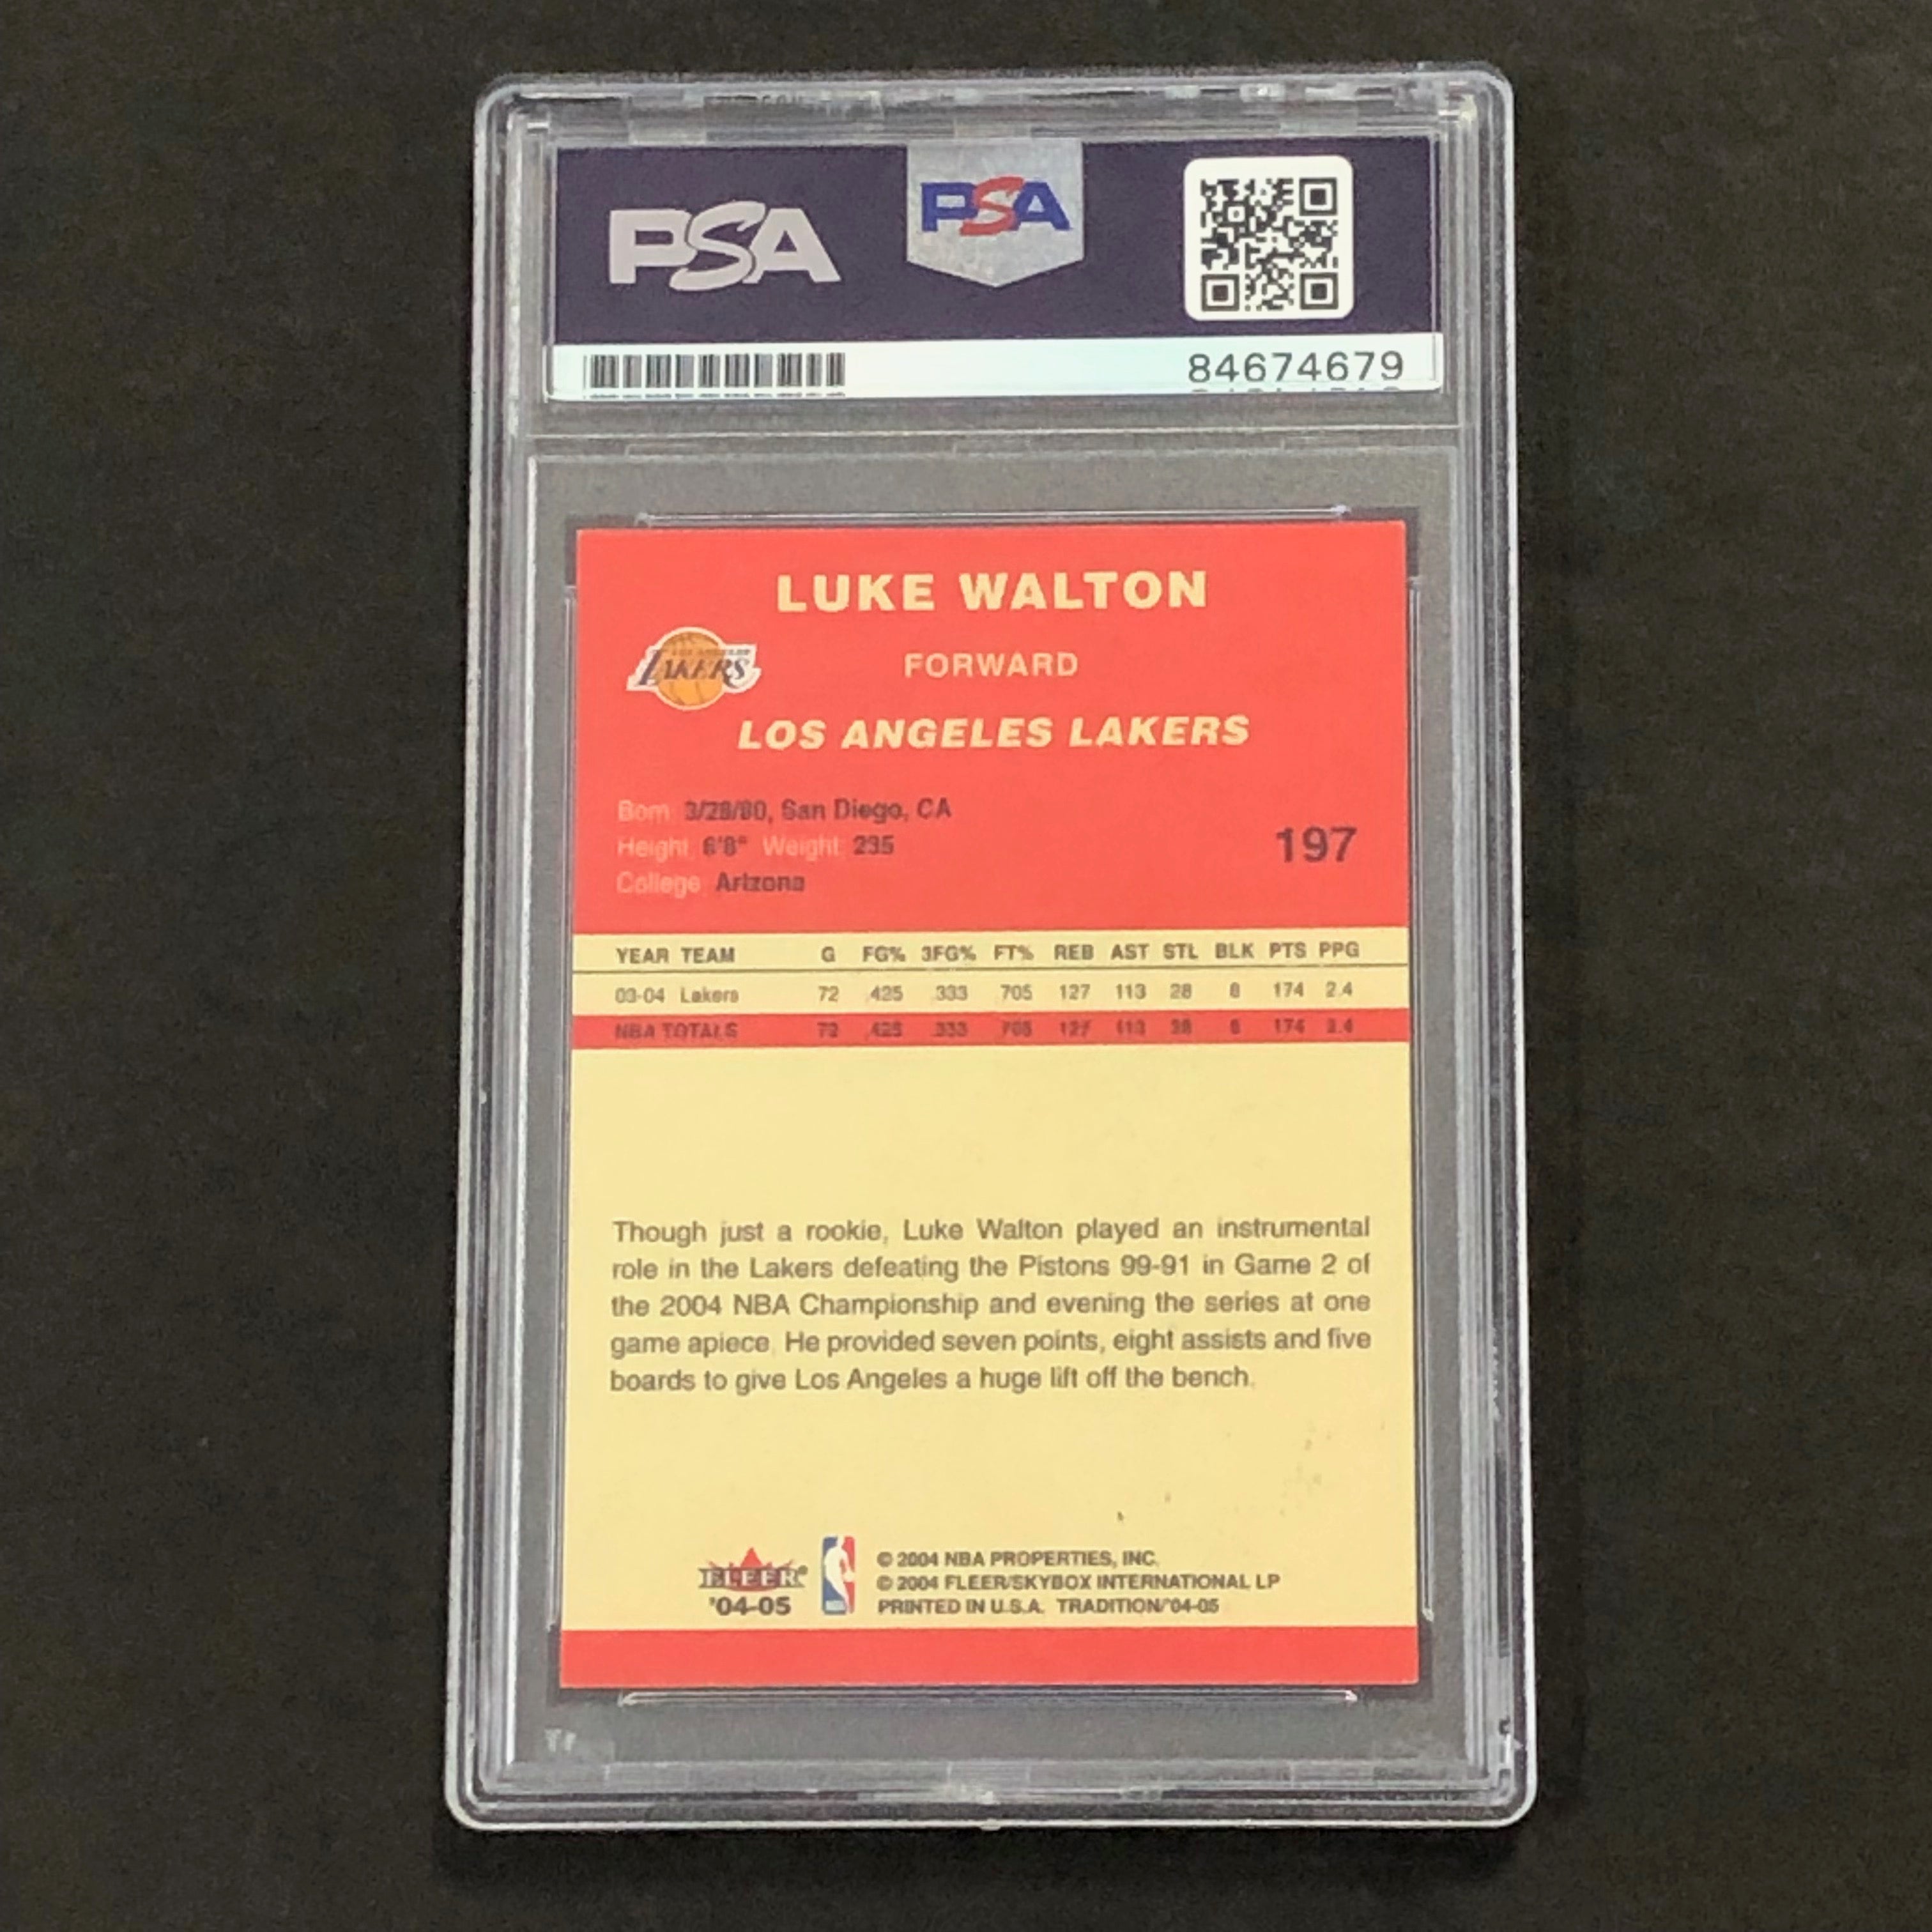 PSA PSA
84674679
LUKE WALTON
LAKERS
FORWARD
LOS ANGELES LAKERS
Born: 3/28/80, San Diego, CA
Height: 6'8" Weight: 235
197
College: Arizona
YEAR TEAM G FG% 3FG% FT% REB AST STL BLK PTS PPG
03-04 Lakers 72 .425 .333 .705 127 113 28 8 174 2.4
NBA TOTALS 72 .425 .333 .705 127 113 28 8 174 2.4
Though just a rookie, Luke Walton played an instrumental
role in the Lakers defeating the Pistons 99-91 in Game 2 of
the 2004 NBA Championship and evening the series at one
game apiece. He provided seven points, eight assists and five
boards to give Los Angeles a huge lift off the bench.
FLEER®
'04-05
© 2004 NBA PROPERTIES, INC.
© 2004 FLEER/SKYBOX INTERNATIONAL LP
PRINTED IN U.S.A. TRADITION/'04-05